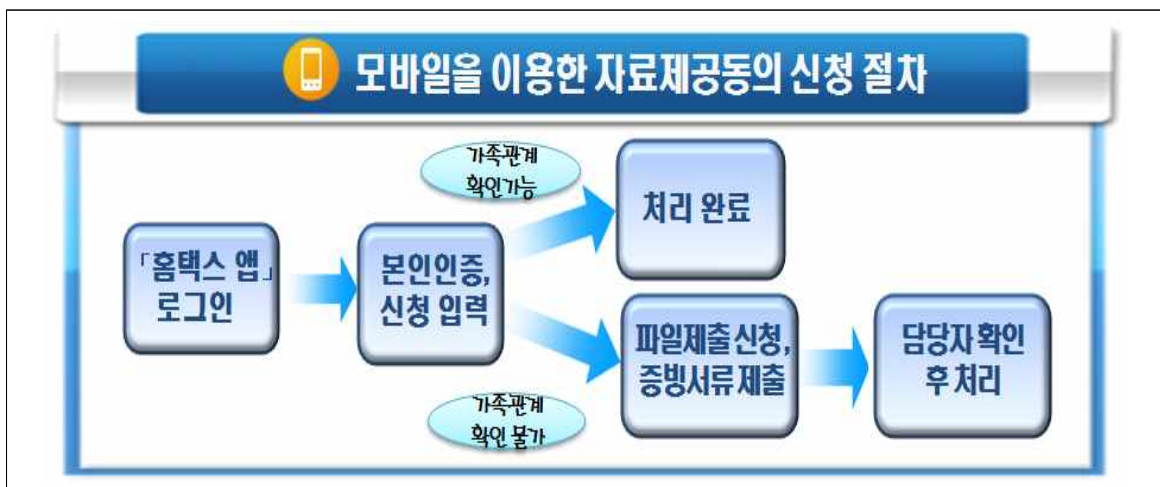 모바일을 이용한 자료제공동의 신청 절차
가족관계
확인가능
처리 완료
「홈택스 앱」
로그인
본인인증,
신청 입력
파일제출 신청,
증빙서류 제출
담당자 확인
후 처리
가족관계
확인 불가